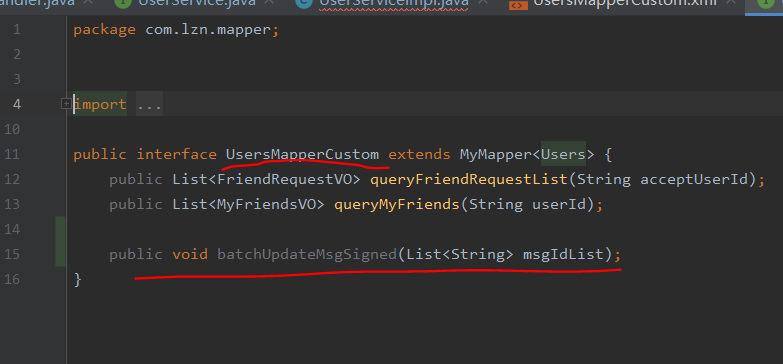 UserService.java
UserServiceImpl.java
UsersMapperCustom.xml
1 package com.lzn.mapper;
2
3
4 import ...
10
11 public interface UsersMapperCustom extends MyMapper<Users> {
12 public List<FriendRequestVO> queryFriendRequestList(String acceptUserId);
13 public List<MyFriendsVO> queryMyFriends(String userId);
14
15 public void batchUpdateMsgSigned(List<String> msgIdList);
16 }